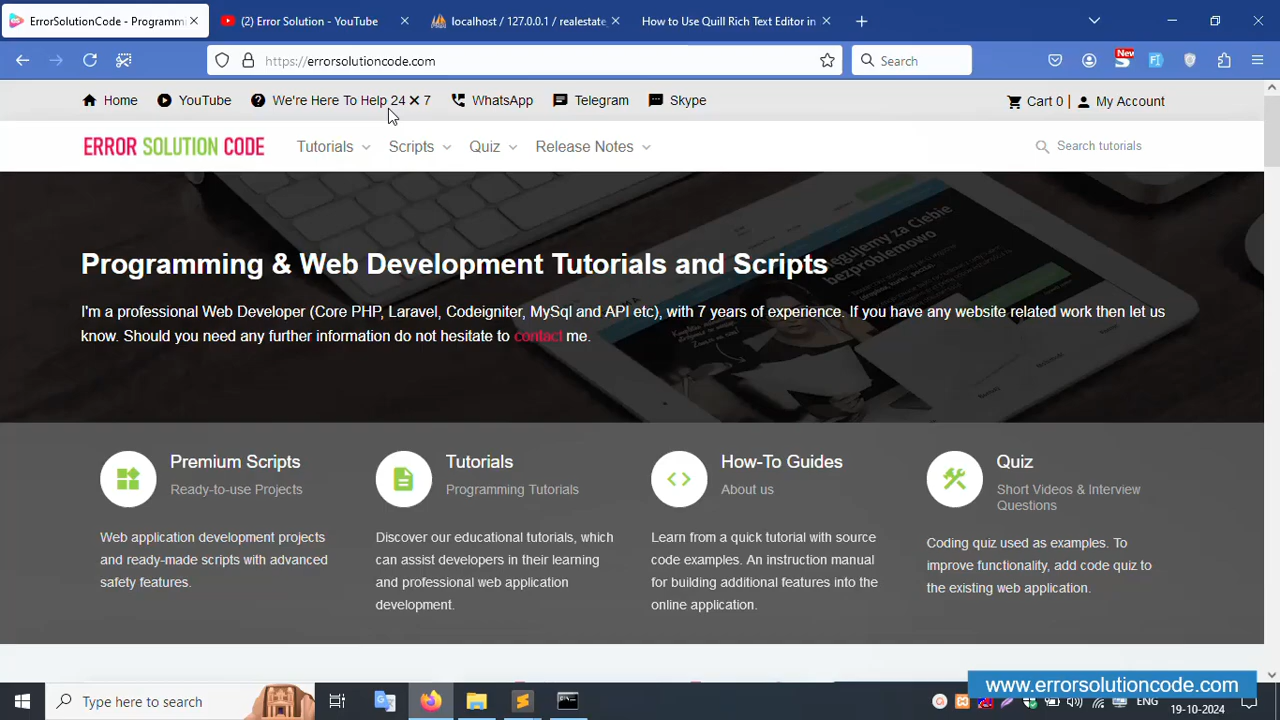 ErrorSolutionCode - Programm
(2) Error Solution - YouTube
localhost / 127.0.0.1 / realestate
How to Use Quill Rich Text Editor in
https://errorsolutioncode.com
Search
New
Home
YouTube
We're Here To Help 24 × 7
WhatsApp
Telegram
Skype
Cart 0 |
My Account
ERROR SOLUTION CODE
Tutorials
Scripts
Quiz
Release Notes
Search tutorials
Programming & Web Development Tutorials and Scripts
I'm a professional Web Developer (Core PHP, Laravel, Codeigniter, MySql and API etc), with 7 years of experience. If you have any website related work then let us
know. Should you need any further information do not hesitate to contact me.
Premium Scripts
Ready-to-use Projects
Web application development projects
and ready-made scripts with advanced
safety features.
Tutorials
Programming Tutorials
Discover our educational tutorials, which
can assist developers in their learning
and professional web application
development.
How-To Guides
About us
Learn from a quick tutorial with source
code examples. An instruction manual
for building additional features into the
online application.
Quiz
Short Videos & Interview
Questions
Coding quiz used as examples. To
improve functionality, add code quiz to
the existing web application.
www.errorsolutioncode.com
Type here to search
ENG
19-10-2024